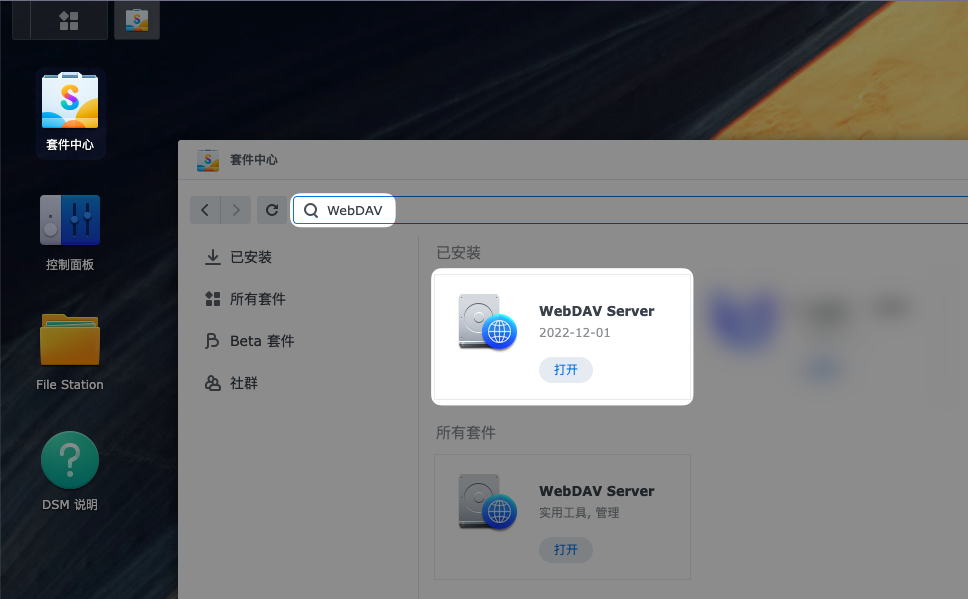 套件中心
控制面板
File Station
DSM 说明
套件中心
WebDAV
已安装
所有套件
Beta 套件
社群
已安装
WebDAV Server
2022-12-01
打开
所有套件
WebDAV Server
实用工具, 管理
打开